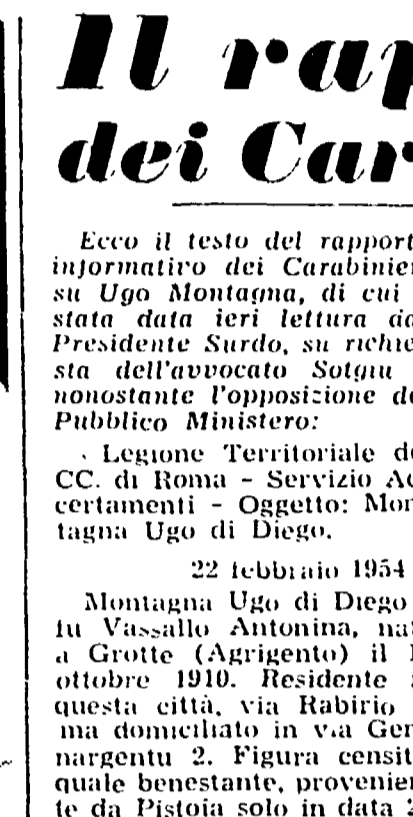 Il rap
dei Car
Ecco il testo del rapport
informativo dei Carabinier
su Ugo Montagna, di cui
stata data ieri lettura da
Presidente Surdo, su richie
sta dell'avvocato Sotgiu
nonostante l'opposizione de
Pubblico Ministero:
Legione Territoriale de
CC. di Roma - Servizio Ac
certamenti - Oggetto: Mon
tagna Ugo di Diego.
22 febbraio 1954
Montagna Ugo di Diego
fu Vassallo Antonina, nat
a Grotte (Agrigento) il
ottobre 1910. Residente
questa città, via Rabirio
ma domiciliato in via Gen
nargentu 2. Figura censit
quale benestante, provenien
te da Pistoia solo in data 2